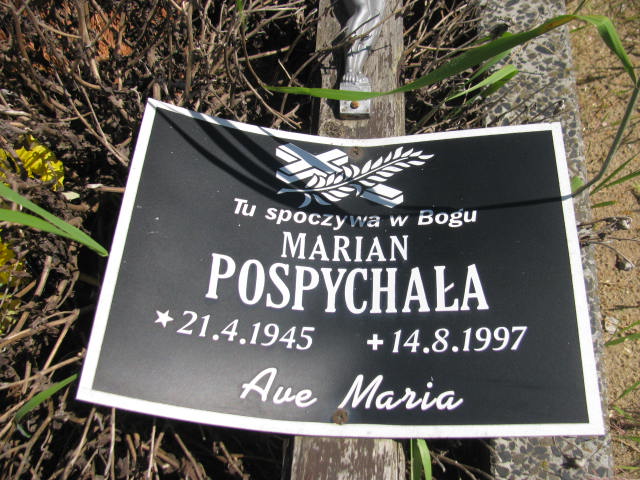 Tu spoczywa w Bogu
MARIAN
POSPYCHAŁA
★21.4.1945 +14.8.1997
Ave Maria